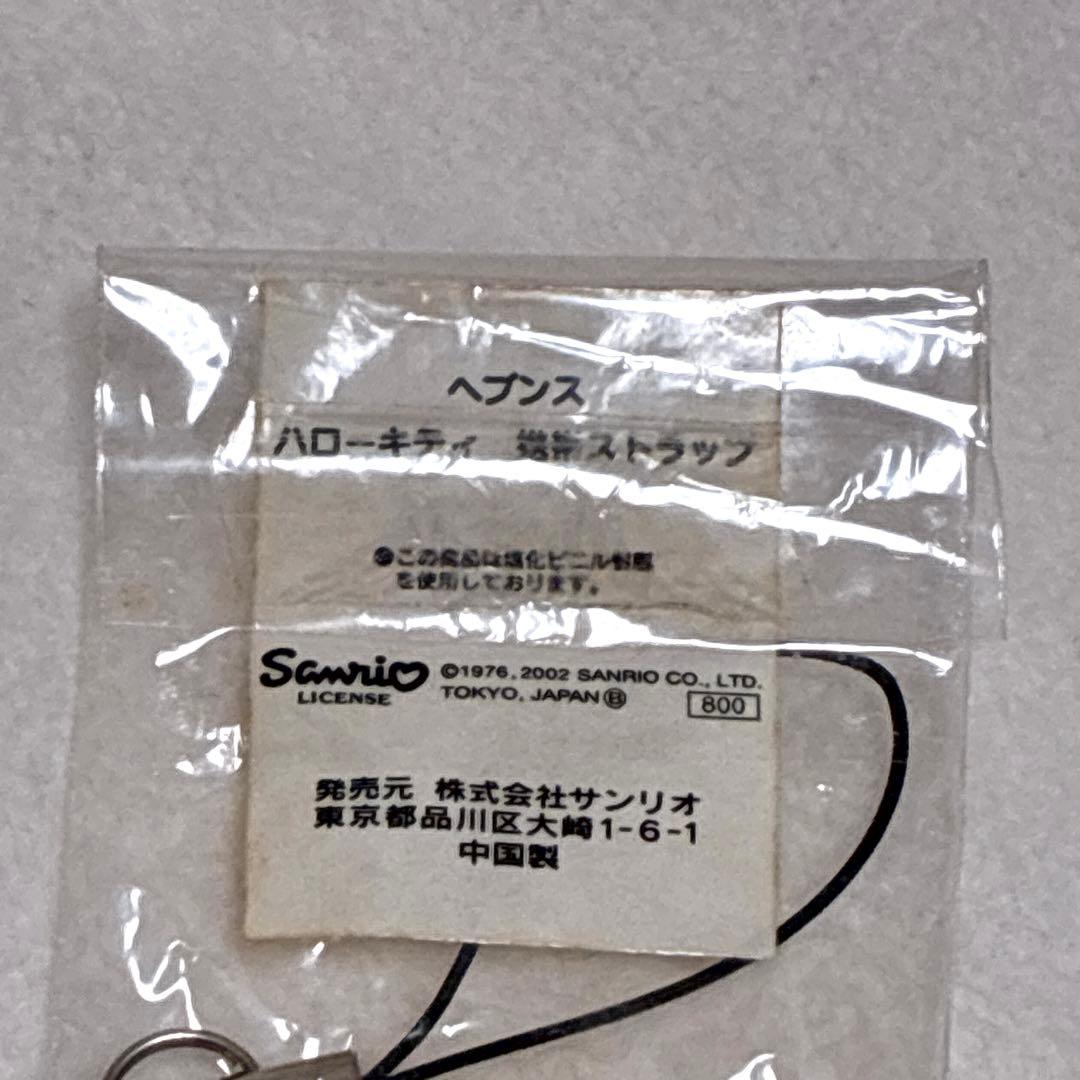 ヘブンス
ハローキティ 携帯ストラップ
●この商品は塩化ビニル樹脂
を使用しております。
Sanrio
LICENSE
©1976, 2002 SANRIO CO., LTD.
TOKYO, JAPAN Ⓑ
800
発売元 株式会社サンリオ
東京都品川区大崎1-6-1
中国製